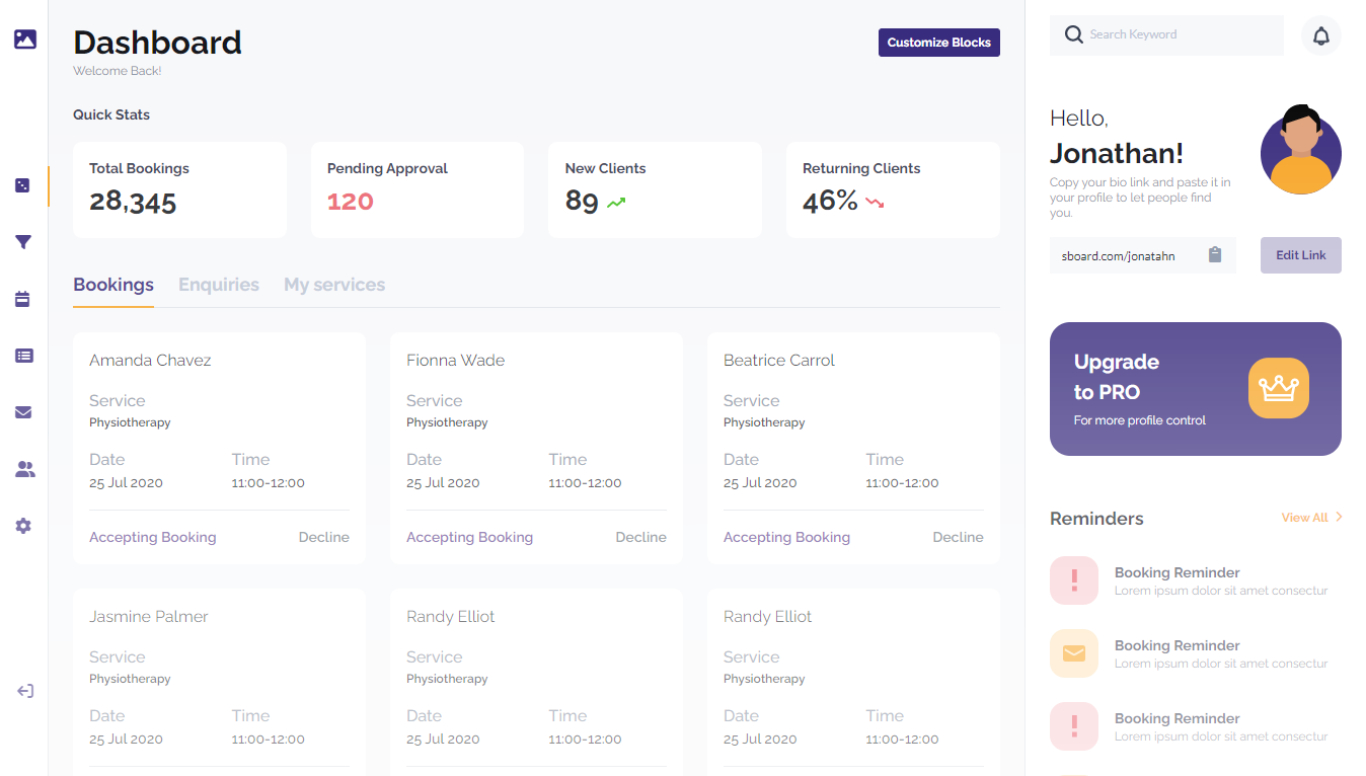 Dashboard
Welcome Back!
Customize Blocks
Quick Stats
Total Bookings
28,345
Pending Approval
120
New Clients
89
Returning Clients
46%
Bookings Enquiries My services
Amanda Chavez
Service
Physiotherapy
Date Time
25 Jul 2020 11:00-12:00
Accepting Booking Decline
Fionna Wade
Service
Physiotherapy
Date Time
25 Jul 2020 11:00-12:00
Accepting Booking Decline
Beatrice Carrol
Service
Physiotherapy
Date Time
25 Jul 2020 11:00-12:00
Accepting Booking Decline
Jasmine Palmer
Service
Physiotherapy
Date Time
25 Jul 2020 11:00-12:00
Randy Elliot
Service
Physiotherapy
Date Time
25 Jul 2020 11:00-12:00
Randy Elliot
Service
Physiotherapy
Date Time
25 Jul 2020 11:00-12:00
Search Keyword
Hello,
Jonathan!
Copy your bio link and paste it in
your profile to let people find
you.
sboard.com/jonatahn
Edit Link
Upgrade
to PRO
For more profile control
Reminders View All
Booking Reminder
Lorem ipsum dolor sit amet consectur
Booking Reminder
Lorem ipsum dolor sit amet consectur
Booking Reminder
Lorem ipsum dolor sit amet consectur